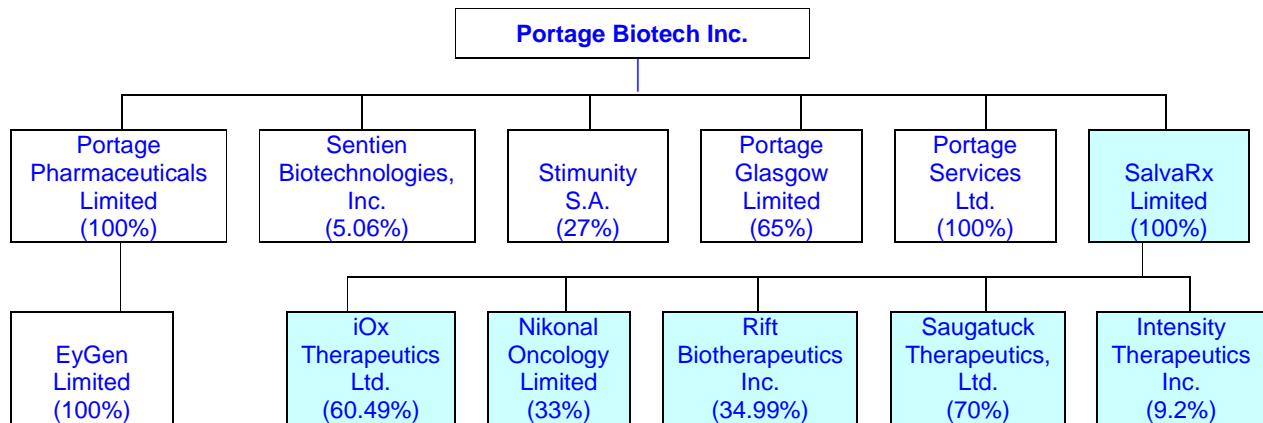 Portage Biotech Inc.
Portage
Pharmaceuticals
Limited
(100%)
Sentien
Biotechnologies,
Inc.
(5.06%)
Stimunity
S.A.
(27%)
Portage
Glasgow
Limited
(65%)
Portage
Services
Ltd.
(100%)
SalvaRx
Limited
(100%)
EyGen
Limited
(100%)
iOx
Therapeutics
Ltd.
(60.49%)
Nikonal
Oncology
Limited
(33%)
Rift
Biotherapeutics
Inc.
(34.99%)
Saugatuck
Therapeutics,
Ltd.
(70%)
Intensity
Therapeutics
Inc.
(9.2%)